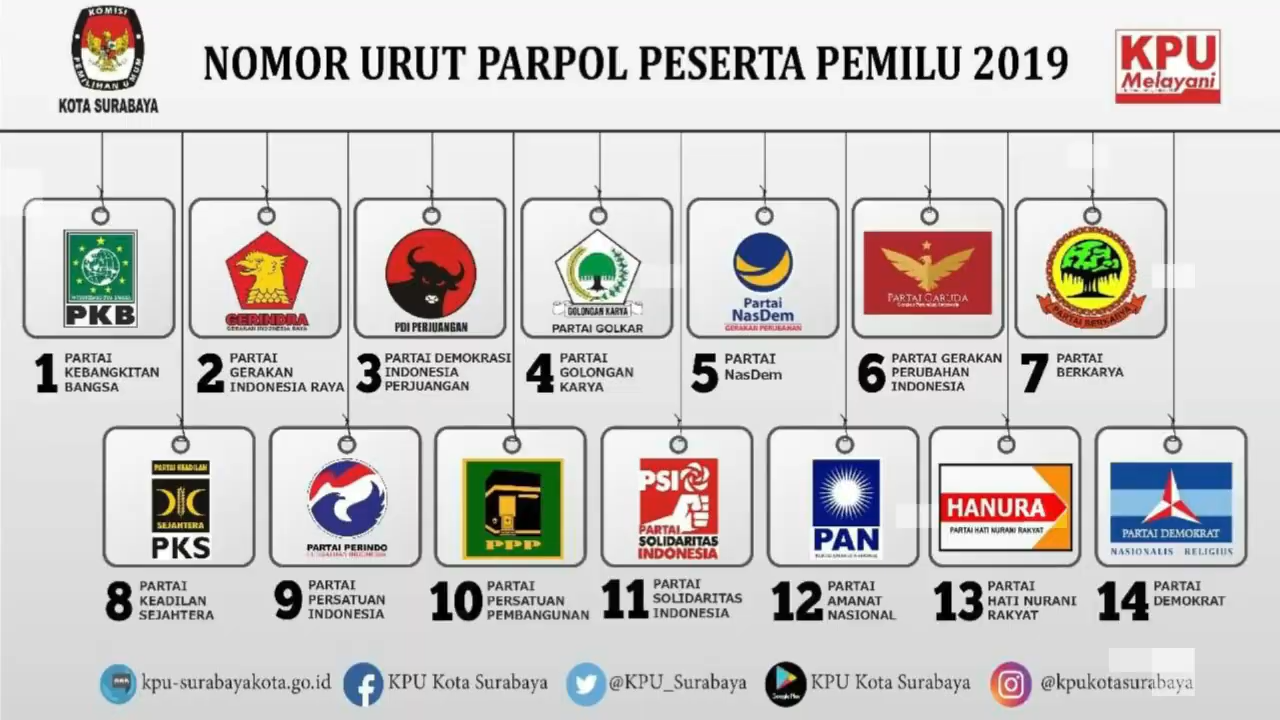 KOMISI
PEMILIHAN UMUM
KOTA SURABAYA
NOMOR URUT PARPOL PESERTA PEMILU 2019
KPU
Melayani
PKB
GERINDRA
GERAKAN INDONESIA RAYA
PDI PERJUANGAN
GOLONGAN KARYA
PARTAI GOLKAR
Partai
NasDem
GERAKAN PERUBAHAN
PARTAI GARUDA
PARTAI BERKARYA
1 PARTAI
KEBANGKITAN
BANGSA
2 PARTAI
GERAKAN
INDONESIA RAYA
3 PARTAI DEMOKRASI
INDONESIA
PERJUANGAN
4 PARTAI
GOLONGAN
KARYA
5 PARTAI
NasDem
6 PARTAI GERAKAN
PERUBAHAN
INDONESIA
7 PARTAI
BERKARYA
PARTAI KEADILAN
SEJAHTERA
PKS
PARTAI PERINDO
PPP
PSI
PARTAI
SOLIDARITAS
INDONESIA
PAN
HANURA
PARTAI HATI NURANI RAKYAT
PARTAI DEMOKRAT
NASIONALIS RELIGIUS
8 PARTAI
KEADILAN
SEJAHTERA
9 PARTAI
PERSATUAN
INDONESIA
10 PARTAI
PERSATUAN
PEMBANGUNAN
11 PARTAI
SOLIDARITAS
INDONESIA
12 PARTAI
AMANAT
NASIONAL
13 PARTAI
HATI NURANI
RAKYAT
14 PARTAI
DEMOKRAT
kpu-surabayakota.go.id
KPU Kota Surabaya
@KPU_Surabaya
Google Play
KPU Kota Surabaya
@kpukotasurabaya